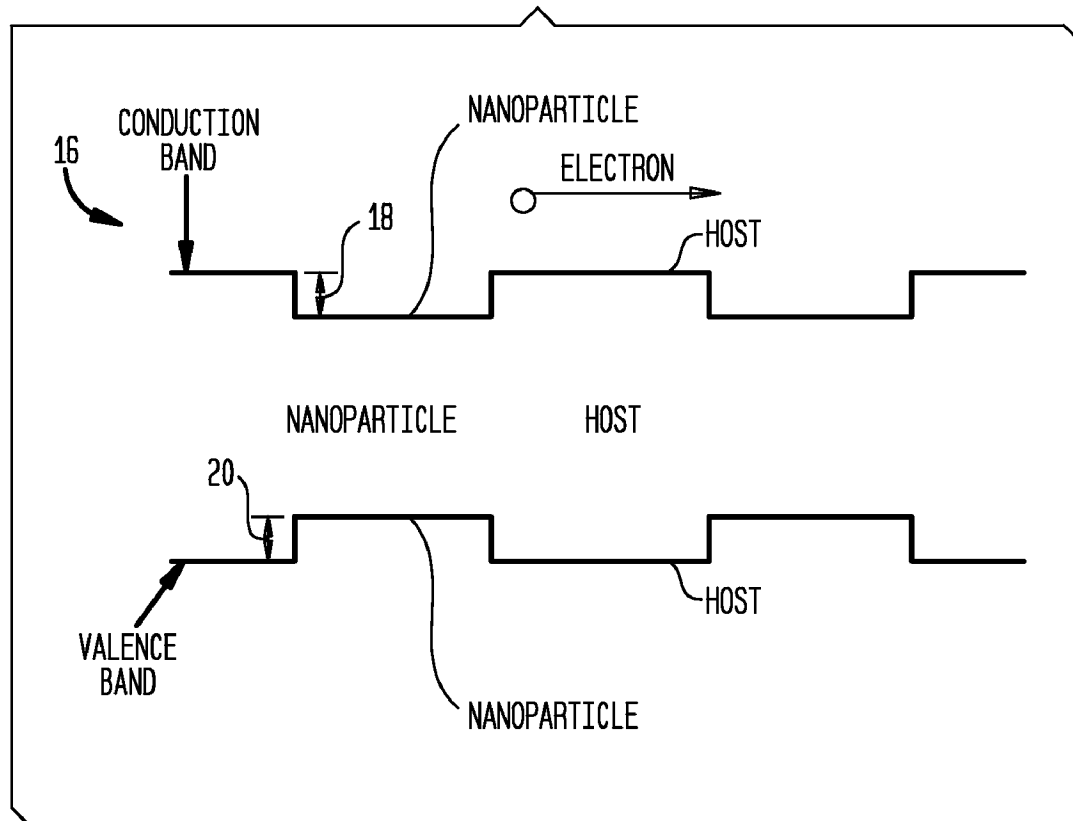 NANOPARTICLE
CONDUCTION
BAND
16
ELECTRON
18
HOST
NANOPARTICLE HOST
20
HOST
VALENCE
BAND
NANOPARTICLE